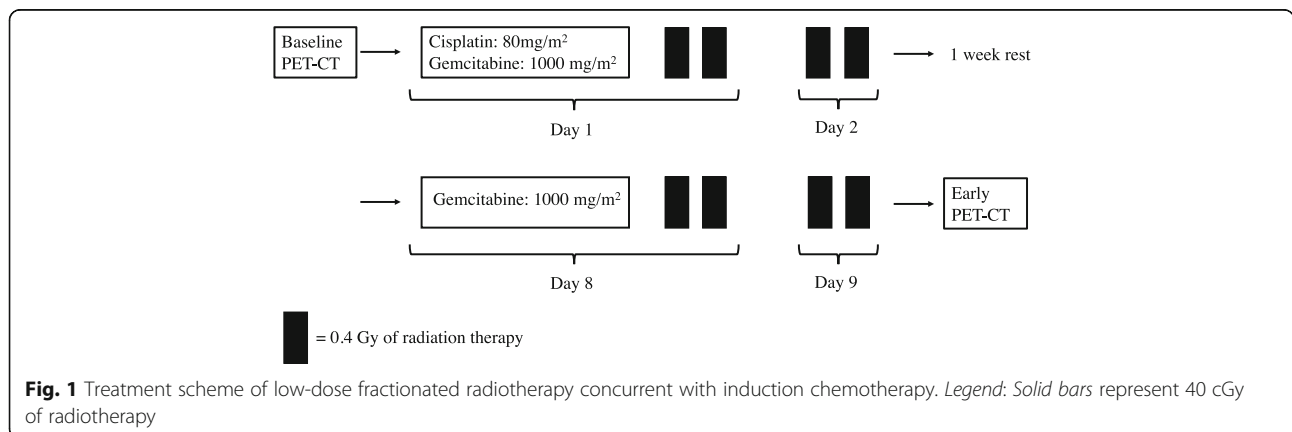 Baseline
PET-CT
Cisplatin: 80mg/m²
Gemcitabine: 1000 mg/m²
1 week rest
Day 1
Day 2
Gemcitabine: 1000 mg/m²
Early
PET-CT
Day 8
Day 9
= 0.4 Gy of radiation therapy
Fig. 1 Treatment scheme of low-dose fractionated radiotherapy concurrent with induction chemotherapy. Legend: Solid bars represent 40 cGy
of radiotherapy